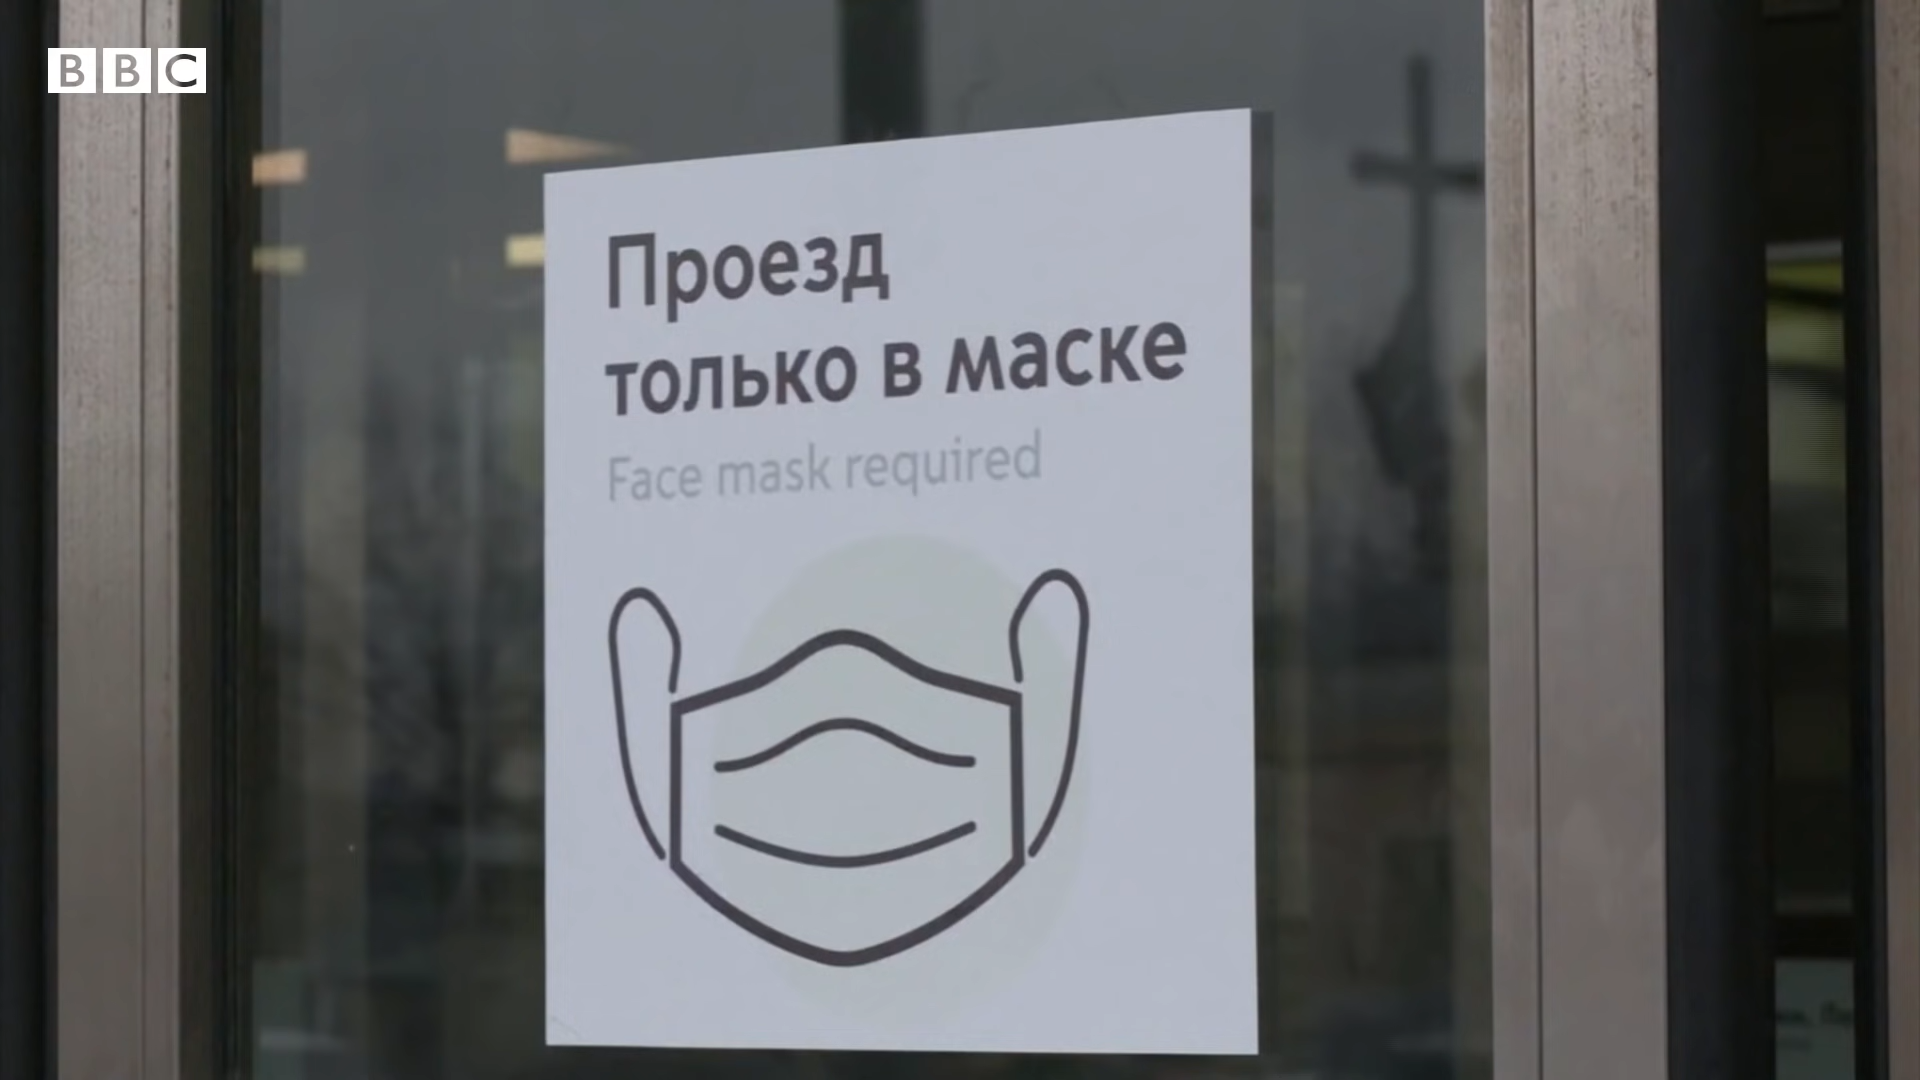 BBC
Проезд
только в маске
Face mask required